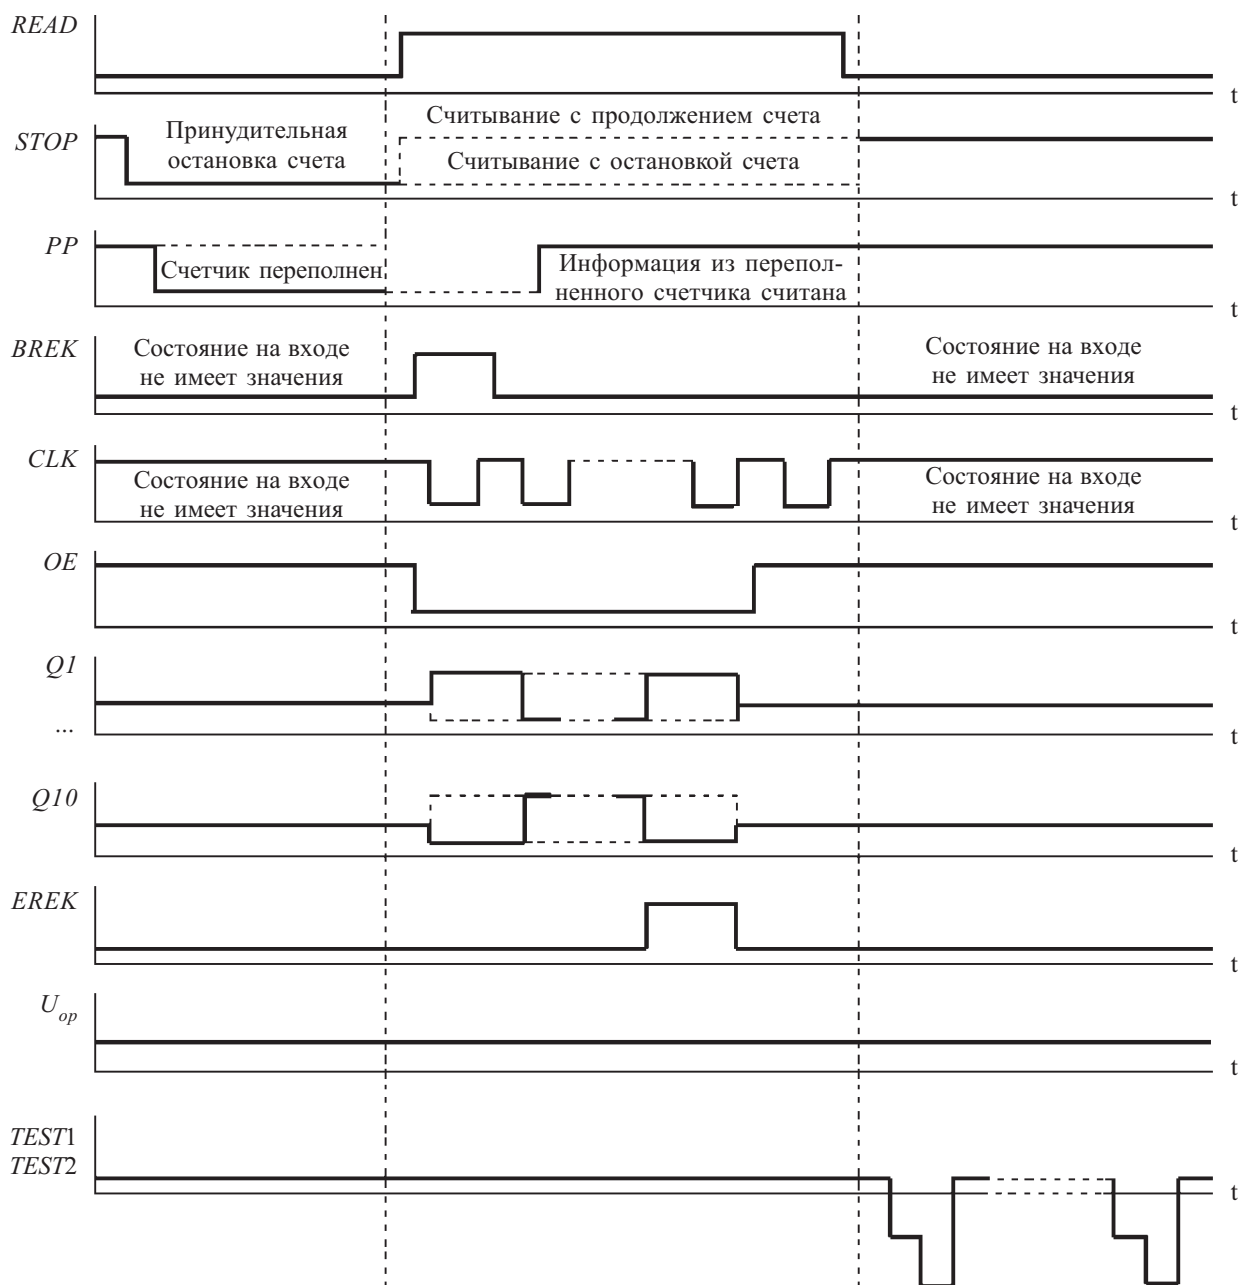 READ
t
STOP
Принудительная
остановка счета
Считывание с продолжением счета
Считывание с остановкой счета
t
PP
Счетчик переполнен
Информация из перепол-
ненного счетчика считана
t
BREK
Состояние на входе
не имеет значения
Состояние на входе
не имеет значения
t
CLK
Состояние на входе
не имеет значения
Состояние на входе
не имеет значения
t
OE
t
Q1
...
t
Q10
t
EREK
t
U_op
t
TEST1
TEST2
t